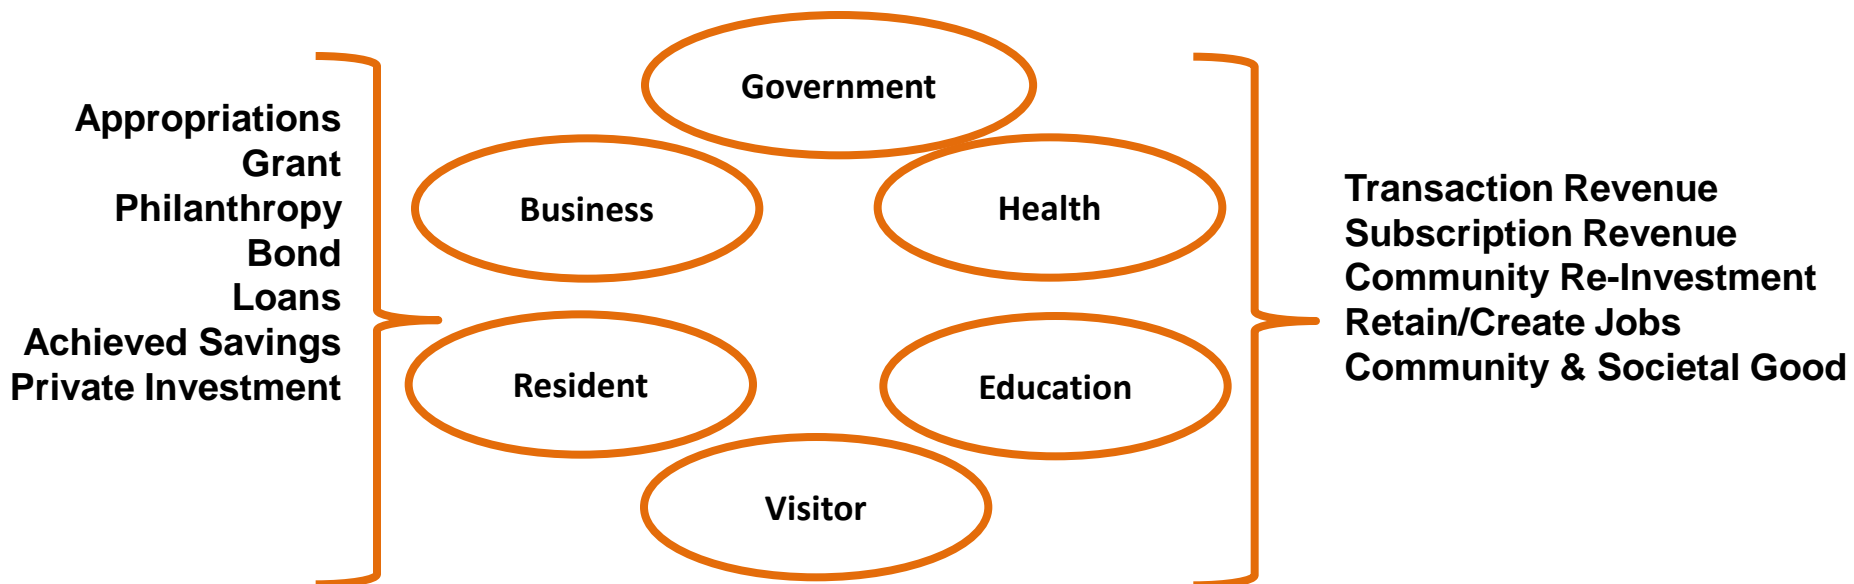 Appropriations
Grant
Philanthropy
Bond
Loans
Achieved Savings
Private Investment
Government
Business
Health
Resident
Education
Visitor
Transaction Revenue
Subscription Revenue
Community Re-Investment
Retain/Create Jobs
Community & Societal Good